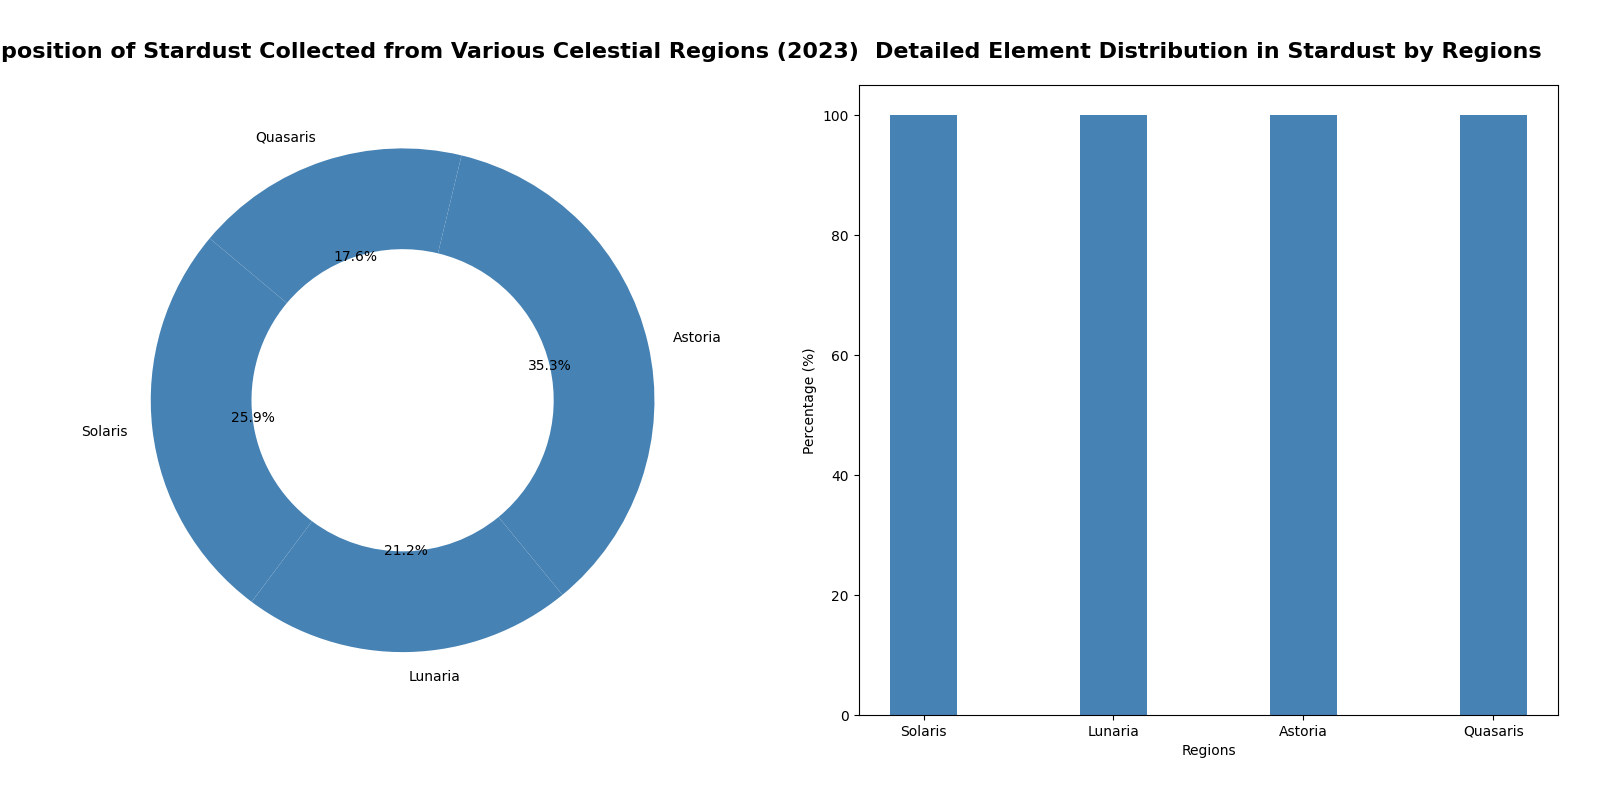 position of Stardust Collected from Various Celestial Regions (2023)
Quasaris
17.6%
Astoria
35.3%
25.9%
Solaris
21.2%
Lunaria
Detailed Element Distribution in Stardust by Regions
100
80
60
40
20
0
Percentage (%)
Solaris Lunaria Astoria Quasaris
Regions